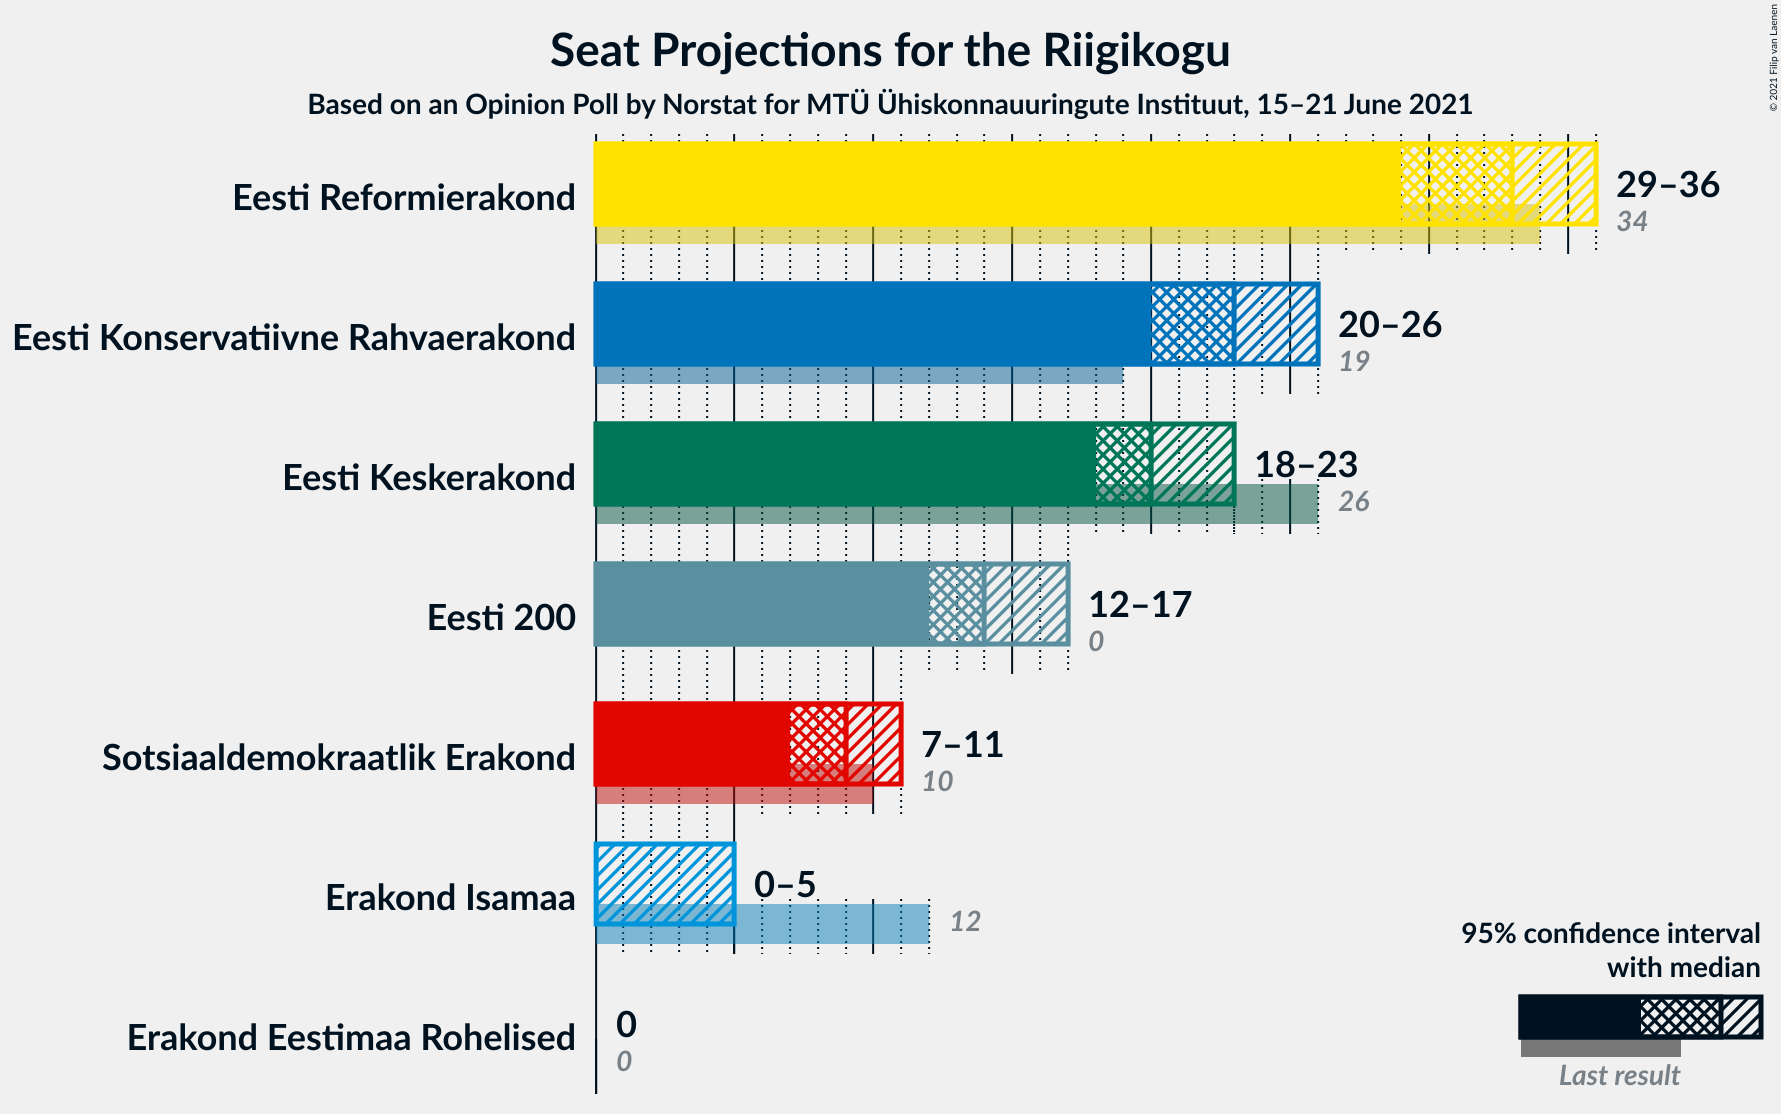 Seat Projections for the Riigikogu
Based on an Opinion Poll by Norstat for MTÜ Ühiskonnauuringute Instituut, 15–21 June 2021
© 2021 Filip van Laenen
Eesti Reformierakond
29–36
34
Eesti Konservatiivne Rahvaerakond
20–26
19
Eesti Keskerakond
18–23
26
Eesti 200
12–17
0
Sotsiaaldemokraatlik Erakond
7–11
10
Erakond Isamaa
0–5
12
Erakond Eestimaa Rohelised
0
0
95% confidence interval
with median
Last result